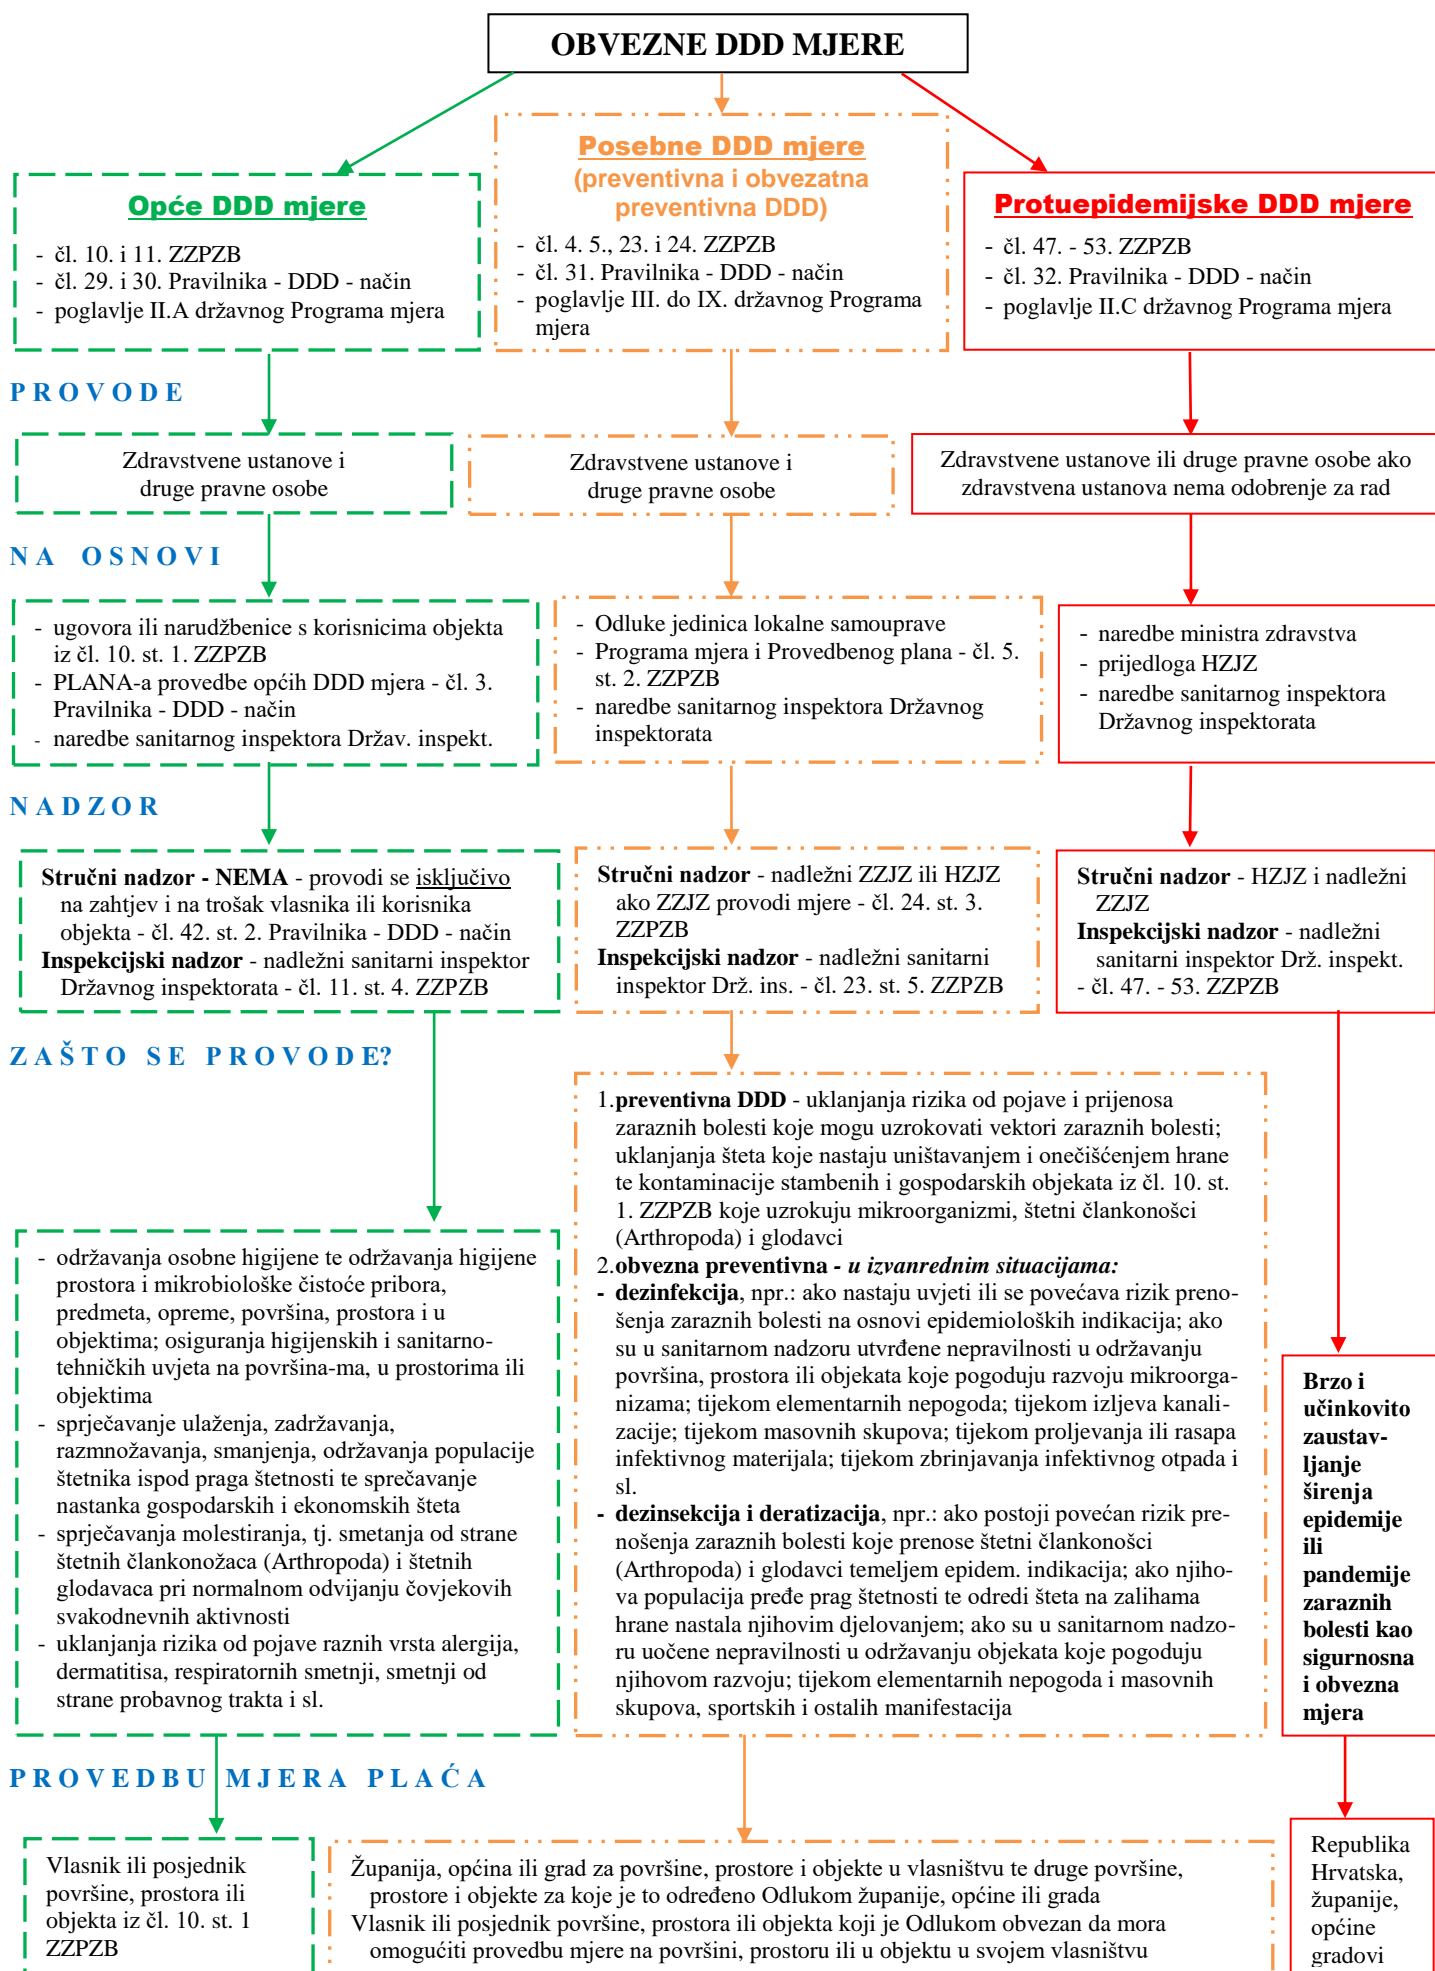 OBVEZNE DDD MJERE
Opće DDD mjere
- čl. 10. i 11. ZZPZB
- čl. 29. i 30. Pravilnika - DDD - način
- poglavlje II.A državnog Programa mjera
Posebne DDD mjere
(preventivna i obvezatna
preventivna DDD)
- čl. 4. 5., 23. i 24. ZZPZB
- čl. 31. Pravilnika - DDD - način
- poglavlje III. do IX. državnog Programa
mjera
Protuepidemijske DDD mjere
- čl. 47. - 53. ZZPZB
- čl. 32. Pravilnika - DDD - način
- poglavlje II.C državnog Programa mjera
PROVODE
Zdravstvene ustanove i
druge pravne osobe
Zdravstvene ustanove i
druge pravne osobe
Zdravstvene ustanove ili druge pravne osobe ako
zdravstvena ustanova nema odobrenje za rad
NA OSNOVI
- ugovora ili narudžbenice s korisnicima objekta
iz čl. 10. st. 1. ZZPZB
- PLANA-a provedbe općih DDD mjera - čl. 3.
Pravilnika - DDD - način
- naredbe sanitarnog inspektora Držav. inspekt.
- Odluke jedinica lokalne samouprave
- Programa mjera i Provedbenog plana - čl. 5.
st. 2. ZZPZB
- naredbe sanitarnog inspektora Državnog
inspektorata
- naredbe ministra zdravstva
- prijedloga HZJZ
- naredbe sanitarnog inspektora
Državnog inspektorata
NADZOR
Stručni nadzor - NEMA - provodi se isključivo
na zahtjev i na trošak vlasnika ili korisnika
objekta - čl. 42. st. 2. Pravilnika - DDD - način
Inspekcijski nadzor - nadležni sanitarni inspektor
Državnog inspektorata - čl. 11. st. 4. ZZPZB
Stručni nadzor - nadležni ZZJZ ili HZJZ
ako ZZJZ provodi mjere - čl. 24. st. 3.
ZZPZB
Inspekcijski nadzor - nadležni sanitarni
inspektor Drž. ins. - čl. 23. st. 5. ZZPZB
Stručni nadzor - HZJZ i nadležni
ZZJZ
Inspekcijski nadzor - nadležni
sanitarni inspektor Drž. inspekt.
- čl. 47. - 53. ZZPZB
ZAŠTO SE PROVODE?
- održavanja osobne higijene te održavanja higijene
prostora i mikrobiološke čistoće pribora,
predmeta, opreme, površina, prostora i u
objektima; osiguranja higijenskih i sanitarno-
tehničkih uvjeta na površina-ma, u prostorima ili
objektima
- sprječavanje ulaženja, zadržavanja,
razmnožavanja, smanjenja, održavanja populacije
štetnika ispod praga štetnosti te sprečavanje
nastanka gospodarskih i ekonomskih šteta
- sprječavanja molestiranja, tj. smetanja od strane
štetnih člankonožaca (Arthropoda) i štetnih
glodavaca pri normalnom odvijanju čovjekovih
svakodnevnih aktivnosti
- uklanjanja rizika od pojave raznih vrsta alergija,
dermatitisa, respiratornih smetnji, smetnji od
strane probavnog trakta i sl.
1. preventivna DDD - uklanjanja rizika od pojave i prijenosa
zaraznih bolesti koje mogu uzrokovati vektori zaraznih bolesti;
uklanjanja šteta koje nastaju uništavanjem i onečišćenjem hrane
te kontaminacije stambenih i gospodarskih objekata iz čl. 10. st.
1. ZZPZB koje uzrokuju mikroorganizmi, štetni člankonošci
(Arthropoda) i glodavci
2. obvezna preventivna - u izvanrednim situacijama:
- dezinfekcija, npr.: ako nastaju uvjeti ili se povećava rizik preno-
šenja zaraznih bolesti na osnovi epidemioloških indikacija; ako
su u sanitarnom nadzoru utvrđene nepravilnosti u održavanju
površina, prostora ili objekata koje pogoduju razvoju mikroorga-
nizama; tijekom elementarnih nepogoda; tijekom izljeva kanali-
zacije; tijekom masovnih skupova; tijekom proljevanja ili rasapa
infektivnog materijala; tijekom zbrinjavanja infektivnog otpada i
sl.
- dezinsekcija i deratizacija, npr.: ako postoji povećan rizik pre-
nošenja zaraznih bolesti koje prenose štetni člankonošci
(Arthropoda) i glodavci temeljem epidem. indikacija; ako njiho-
va populacija pređe prag štetnosti te odredi šteta na zalihama
hrane nastala njihovim djelovanjem; ako su u sanitarnom nadzo-
ru uočene nepravilnosti u održavanju objekata koje pogoduju
njihovom razvoju; tijekom elementarnih nepogoda i masovnih
skupova, sportskih i ostalih manifestacija
Brzo i
učinkovito
zaustav-
ljanje
širenja
epidemije
ili
pandemije
zaraznih
bolesti kao
sigurnosna
i obvezna
mjera
PROVEDBU MJERA PLAĆA
Vlasnik ili posjednik
površine, prostora ili
objekta iz čl. 10. st. 1
ZZPZB
Županija, općina ili grad za površine, prostore i objekte u vlasništvu te druge površine,
prostore i objekte za koje je to određeno Odlukom županije, općine ili grada
Vlasnik ili posjednik površine, prostora ili objekta koji je Odlukom obvezan da mora
omogućiti provedbu mjere na površini, prostoru ili u objektu u svojem vlasništvu
Republika
Hrvatska,
županije,
općine
gradovi